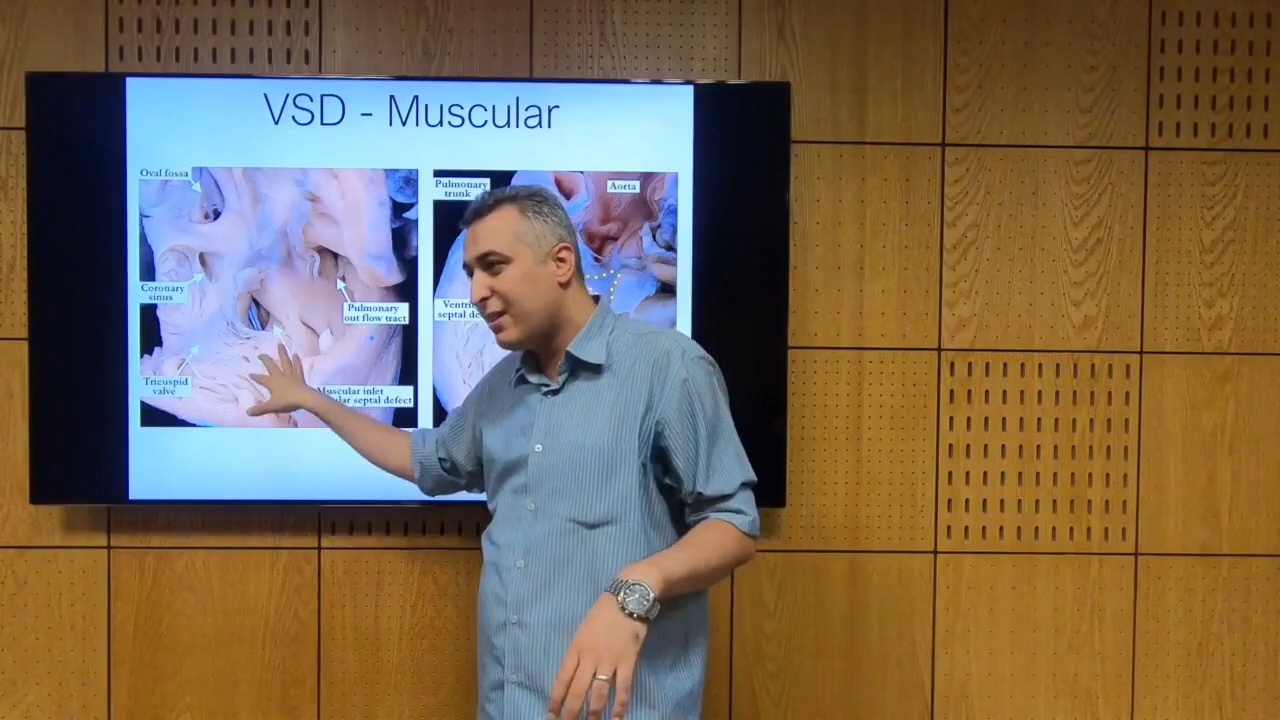 VSD - Muscular
Oval fossa
Coronary
sinus
Pulmonary
out flow tract
Tricuspid
valve
Muscular inlet
septal defect
Pulmonary
trunk
Aorta
septal